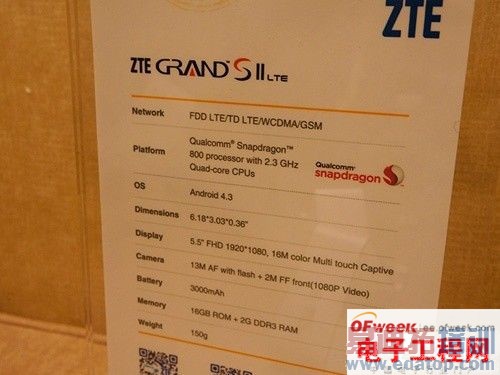 ZTE
ZTE GRAND S II LTE
Network FDD LTE/TD LTE/WCDMA/GSM
Platform Qualcomm® Snapdragon™
800 processor with 2.3 GHz
Quad-core CPUs
Qualcomm®
snapdragon
OS Android 4.3
Dimensions 6.18*3.03*0.36"
Display 5.5" FHD 1920*1080, 16M color Multi touch Captive
Camera 13M AF with flash + 2M FF front(1080P Video)
Battery 3000mAh
Memory 16GB ROM + 2G DDR3 RAM
Weight 150g
OFweek
ee.ofweek.com
电子工程网
www.edatop.com